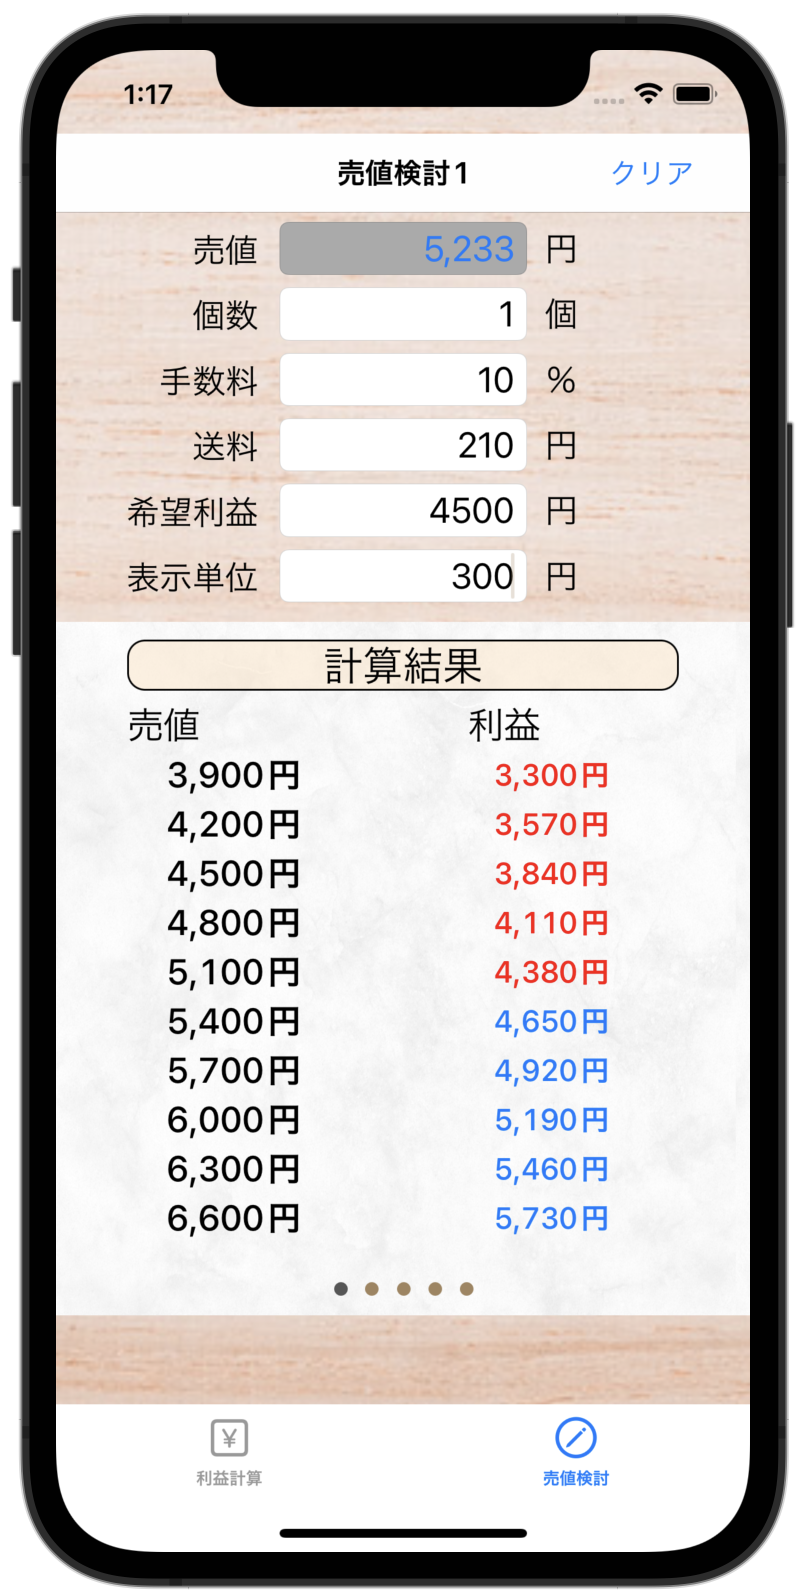 1:17
売値検討1 クリア
売値 5,233 円
個数 1 個
手数料 10 %
送料 210 円
希望利益 4500 円
表示単位 300 円
計算結果
売値 利益
3,900円 3,300円
4,200円 3,570円
4,500円 3,840円
4,800円 4,110円
5,100円 4,380円
5,400円 4,650円
5,700円 4,920円
6,000円 5,190円
6,300円 5,460円
6,600円 5,730円
¥
利益計算 売値検討